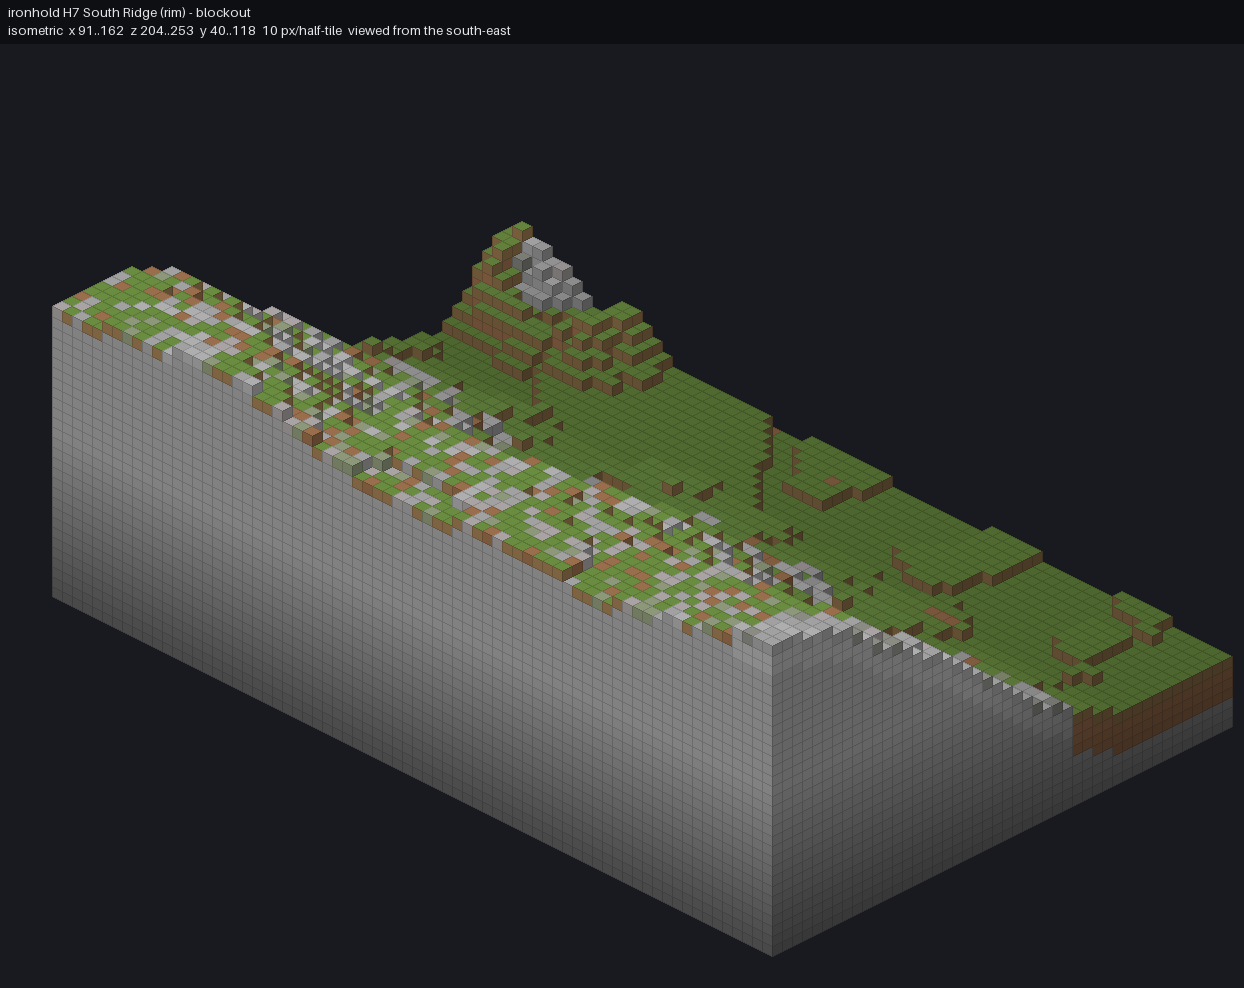 ironhold H7 South Ridge (rim) - blockout
isometric x 91..162 z 204..253 y 40..118 10 px/half-tile viewed from the south-east